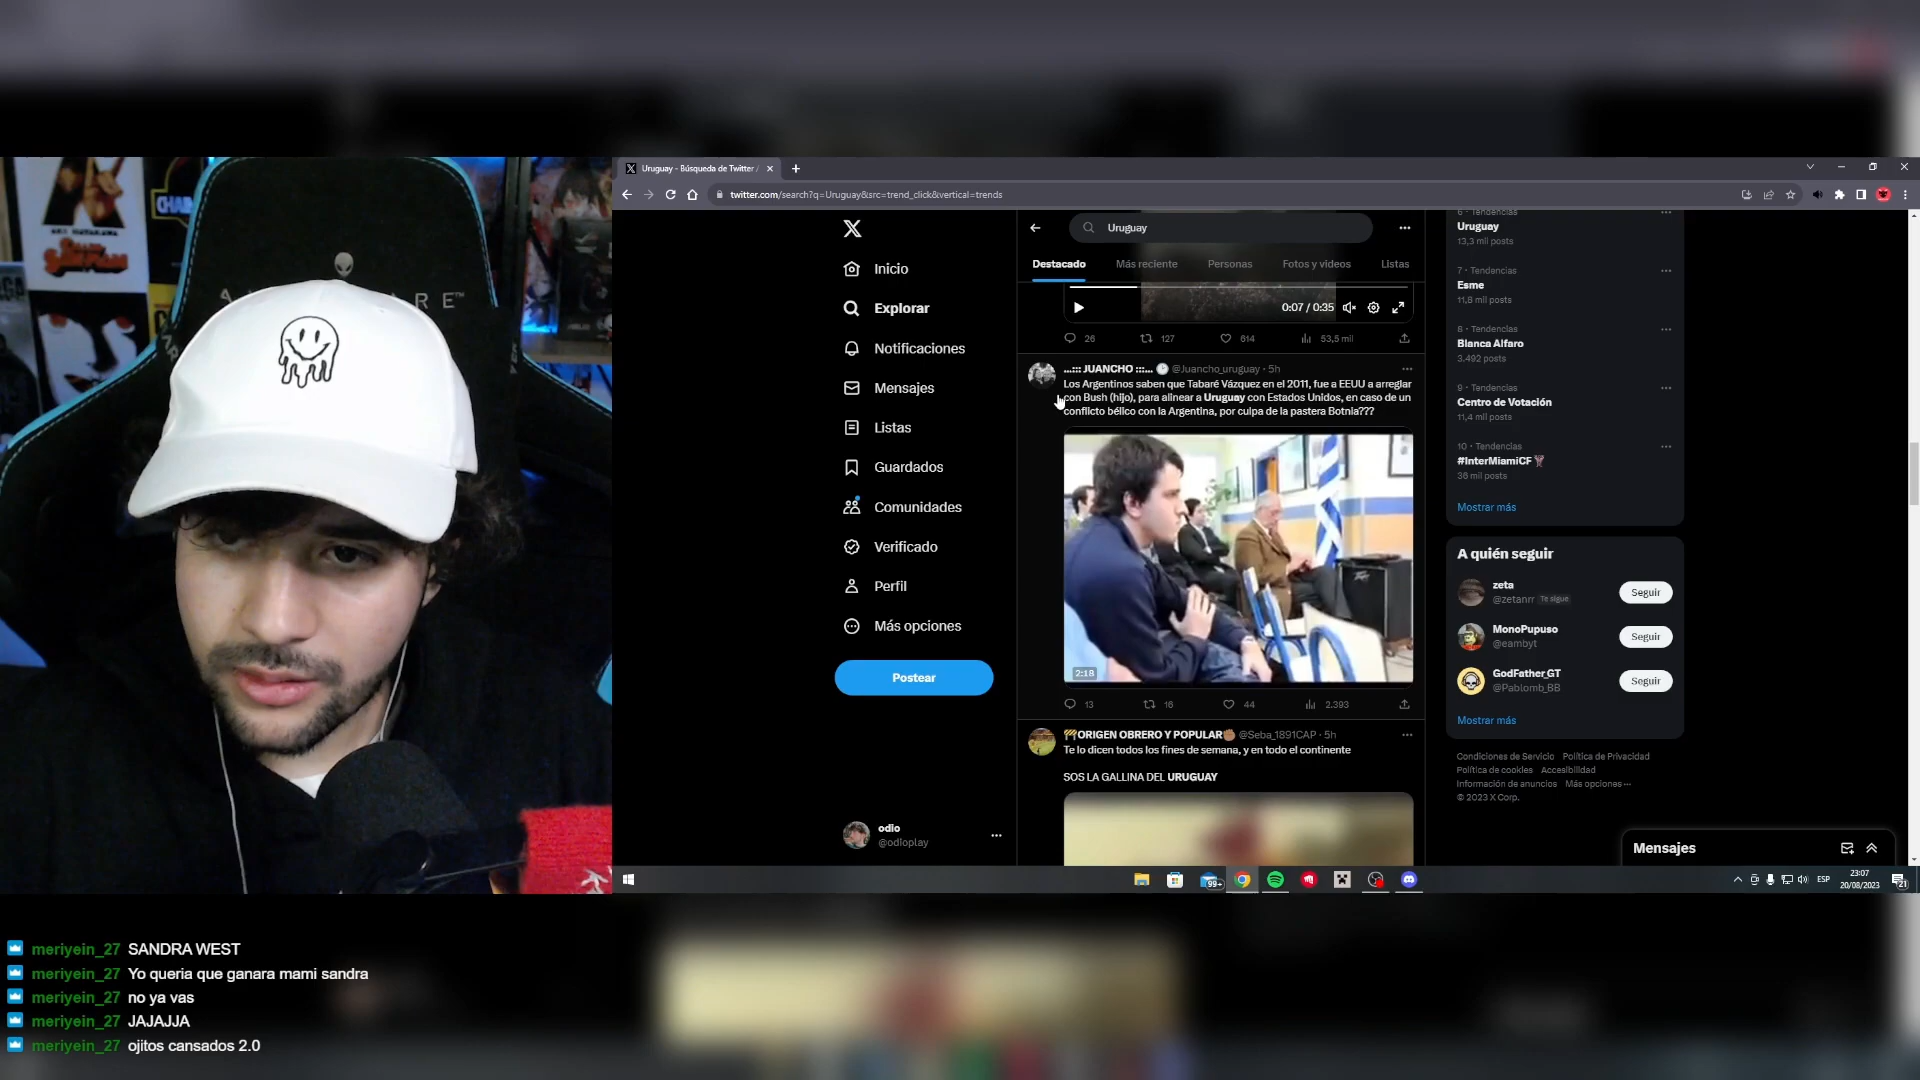 Uruguay - Búsqueda de Twitter /
twitter.com/search?q=Uruguay&src=trend_click&vertical=trends
Inicio
Explorar
Notificaciones
Mensajes
Listas
Guardados
Comunidades
Verificado
Perfil
Más opciones
Postear
odio
@odioplay
Uruguay
Destacado Más reciente Personas Fotos y videos Listas
0:07 / 0:35
26 127 614 53,5 mil
...::: JUANCHO :::... @Juancho_uruguay · 5h
Los Argentinos saben que Tabaré Vázquez en el 2011, fue a EEUU a arreglar
con Bush (hijo), para alinear a Uruguay con Estados Unidos, en caso de un
conflicto bélico con la Argentina, por culpa de la pastera Botnia???
2:18
13 16 44 2.393
ORIGEN OBRERO Y POPULAR @Seba_1891CAP · 5h
Te lo dicen todos los fines de semana, y en todo el continente
SOS LA GALLINA DEL URUGUAY
6 · Tendencias
Uruguay
13,3 mil posts
7 · Tendencias
Esme
11,8 mil posts
8 · Tendencias
Blanca Alfaro
3.492 posts
9 · Tendencias
Centro de Votación
11,4 mil posts
10 · Tendencias
#InterMiamiCF
36 mil posts
Mostrar más
A quién seguir
zeta
@zetanrr Te sigue
Seguir
MonoPupuso
@eambyt
Seguir
GodFather_GT
@Pablomb_BB
Seguir
Mostrar más
Condiciones de Servicio Política de Privacidad
Política de cookies Accesibilidad
Información de anuncios Más opciones ···
© 2023 X Corp.
Mensajes
99+
ESP
23:07
20/08/2023
21
meriyein_27 SANDRA WEST
meriyein_27 Yo queria que ganara mami sandra
meriyein_27 no ya vas
meriyein_27 JAJAJJA
meriyein_27 ojitos cansados 2.0